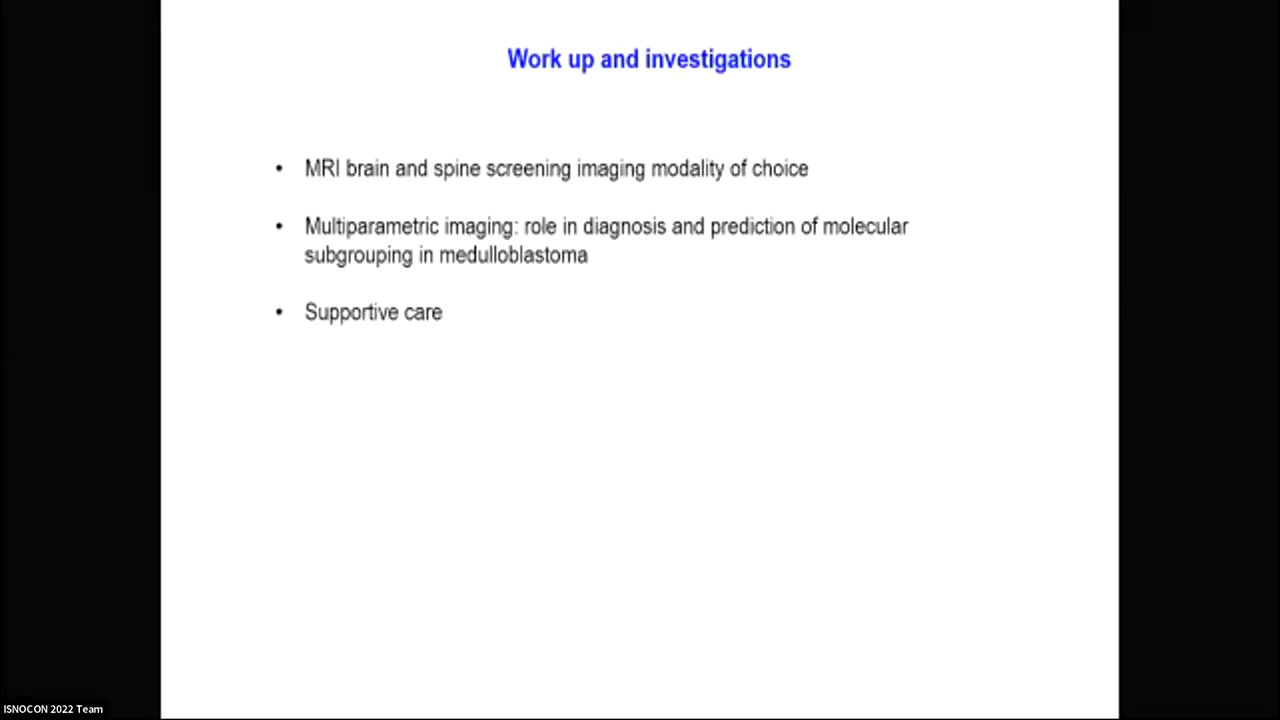 Work up and investigations
• MRI brain and spine screening imaging modality of choice
• Multiparametric imaging: role in diagnosis and prediction of molecular
subgrouping in medulloblastoma
• Supportive care
ISNOCON 2022 Team